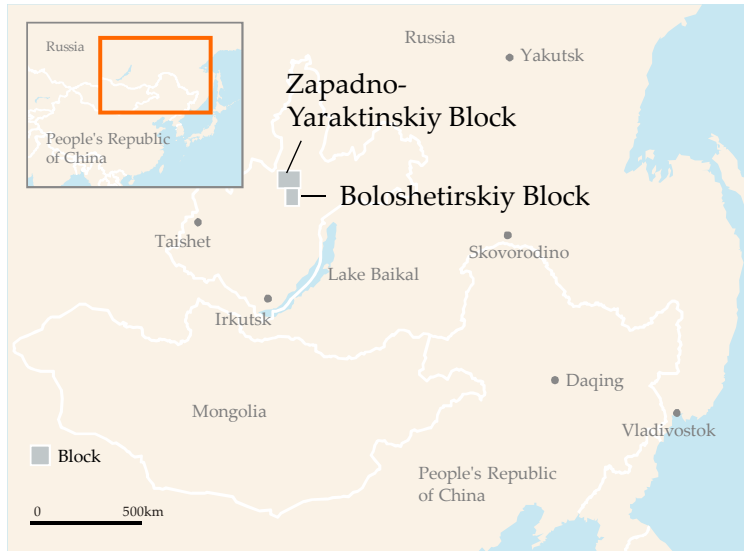 Russia
People's Republic
of China
Russia
Yakutsk
Zapadno-
Yaraktinskiy Block
Boloshetirskiy Block
Taishet
Skovorodino
Lake Baikal
Irkutsk
Daqing
Mongolia
Vladivostok
Block
People's Republic
of China
0 500km